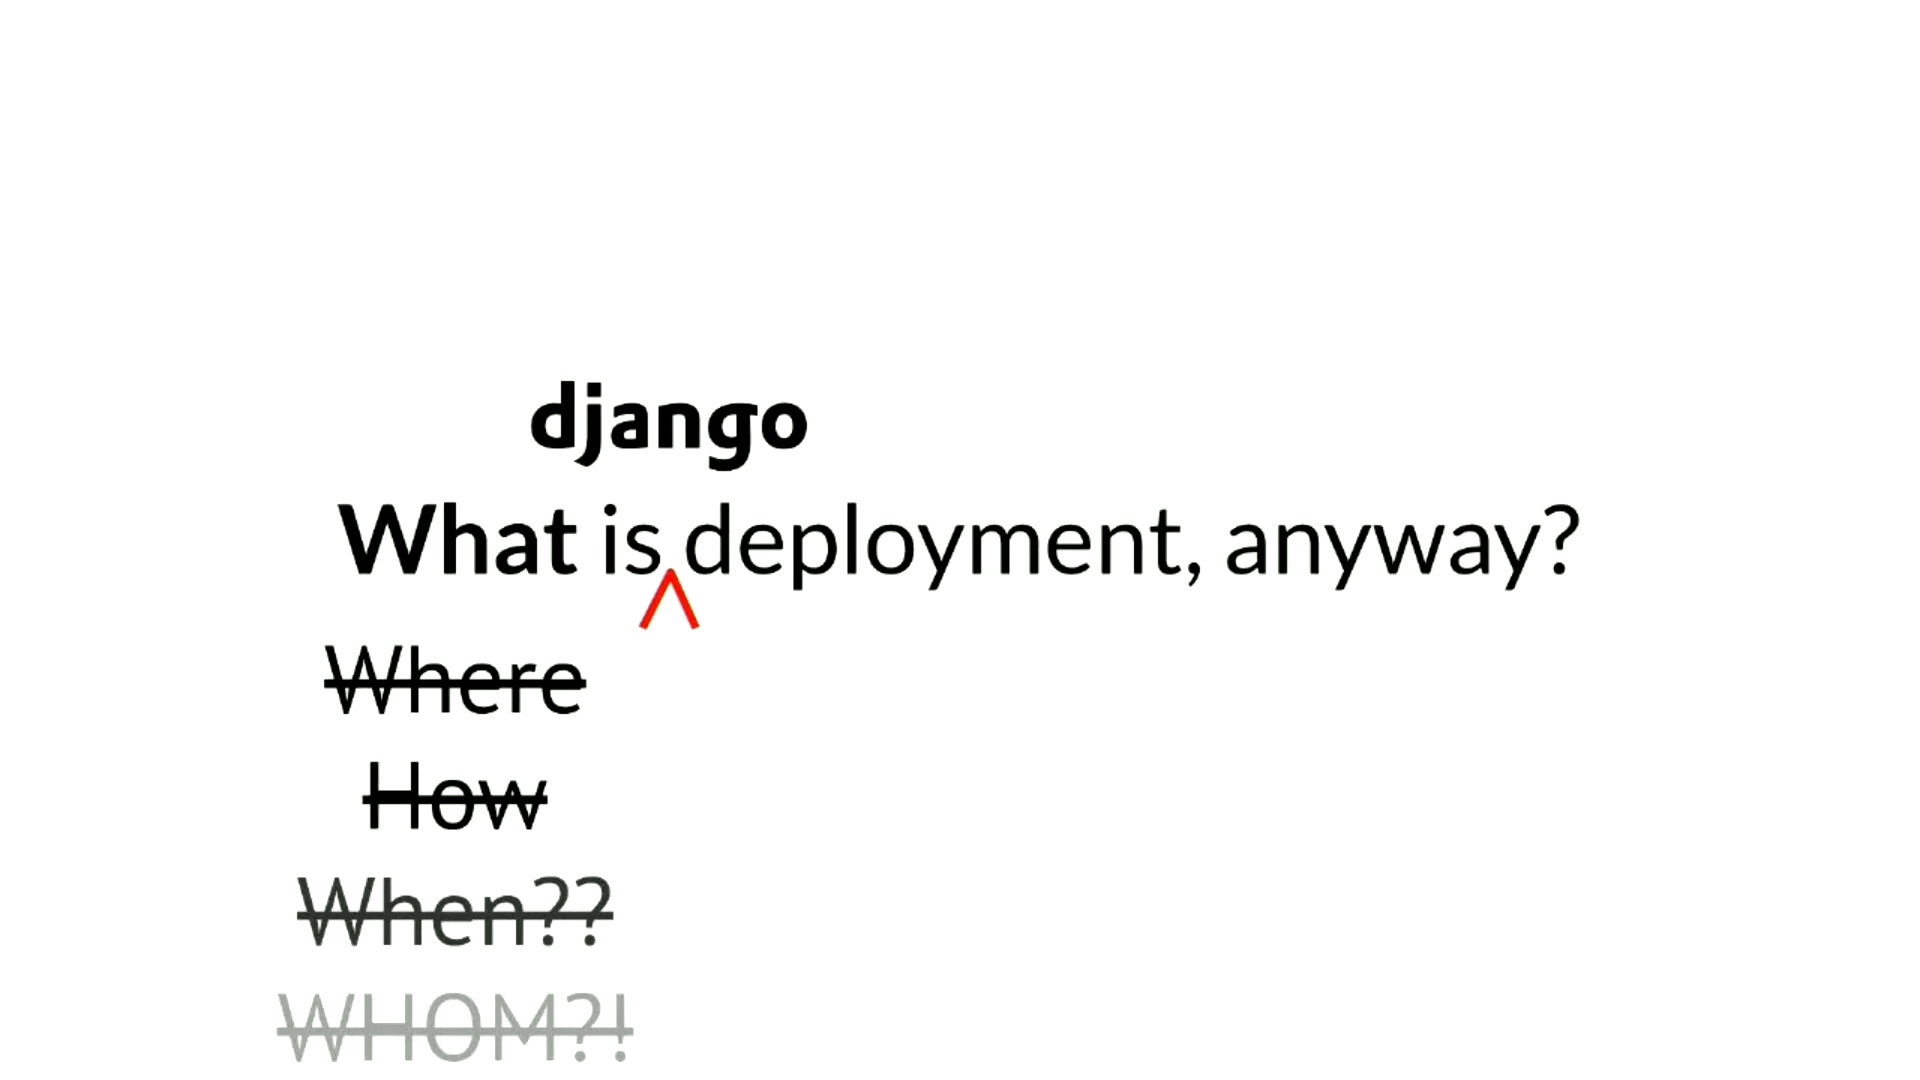 django
What is deployment, anyway?
Where
How
When??
WHOM?!